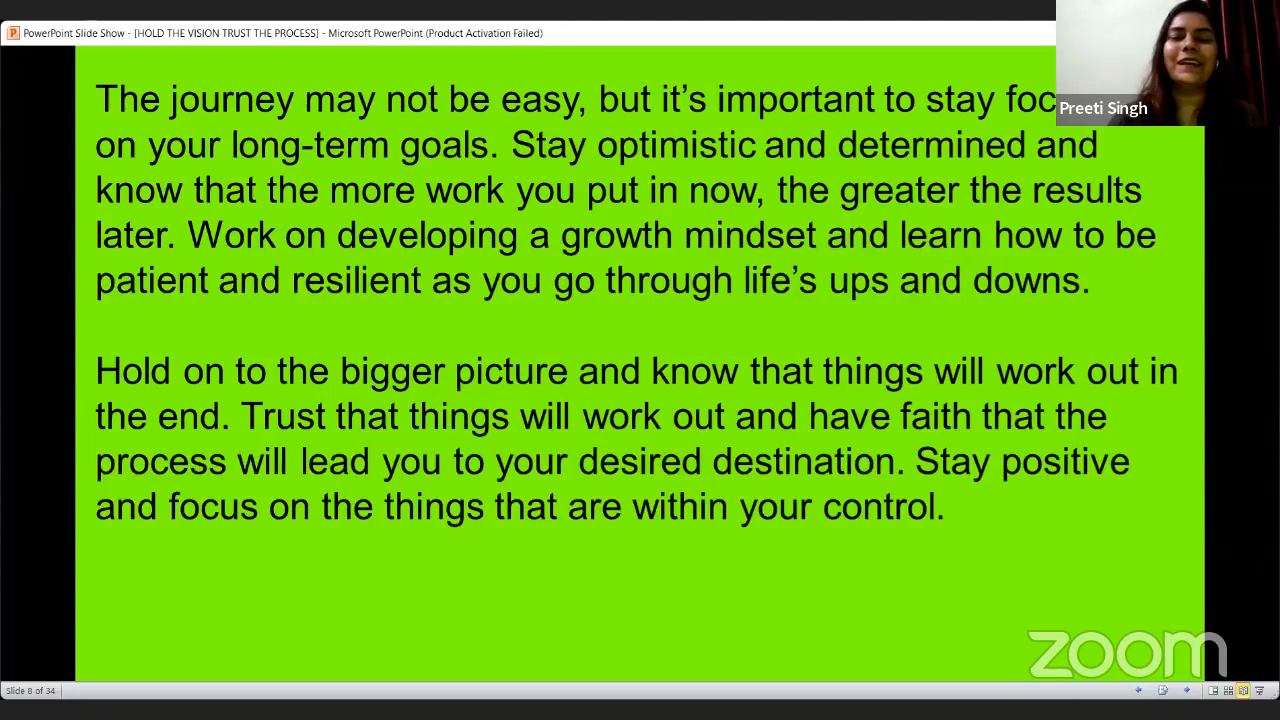 PowerPoint Slide Show - [HOLD THE VISION TRUST THE PROCESS] - Microsoft PowerPoint (Product Activation Failed)
Preeti Singh
The journey may not be easy, but it's important to stay foc
on your long-term goals. Stay optimistic and determined and
know that the more work you put in now, the greater the results
later. Work on developing a growth mindset and learn how to be
patient and resilient as you go through life's ups and downs.
Hold on to the bigger picture and know that things will work out in
the end. Trust that things will work out and have faith that the
process will lead you to your desired destination. Stay positive
and focus on the things that are within your control.
zoom
Slide 8 of 34